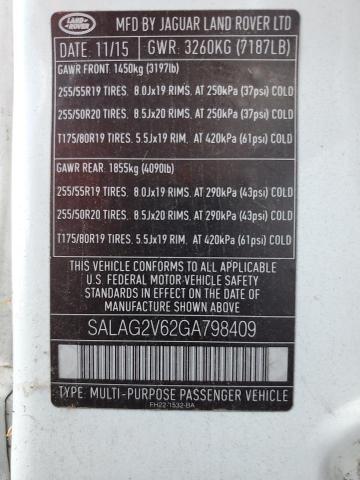 LAND-
ROVER
MFD BY JAGUAR LAND ROVER LTD
DATE: 11/15 GWR: 3260KG (7187LB)
GAWR FRONT: 1450kg (3197lb)
255/55R19 TIRES. 8.0Jx19 RIMS. AT 250kPa (37psi) COLD
255/50R20 TIRES. 8.5Jx20 RIMS. AT 250kPa (37psi) COLD
T175/80R19 TIRES. 5.5Jx19 RIM. AT 420kPa (61psi) COLD
GAWR REAR: 1855kg (4090lb)
255/55R19 TIRES. 8.0Jx19 RIMS. AT 290kPa (43psi) COLD
255/50R20 TIRES. 8.5Jx20 RIMS. AT 290kPa (43psi) COLD
T175/80R19 TIRES. 5.5Jx19 RIM. AT 420kPa (61psi) COLD
THIS VEHICLE CONFORMS TO ALL APPLICABLE
U.S. FEDERAL MOTOR VEHICLE SAFETY
STANDARDS IN EFFECT ON THE DATE OF
MANUFACTURE SHOWN ABOVE.
SALAG2V62GA798409
TYPE: MULTI-PURPOSE PASSENGER VEHICLE
FH22-1532-BA